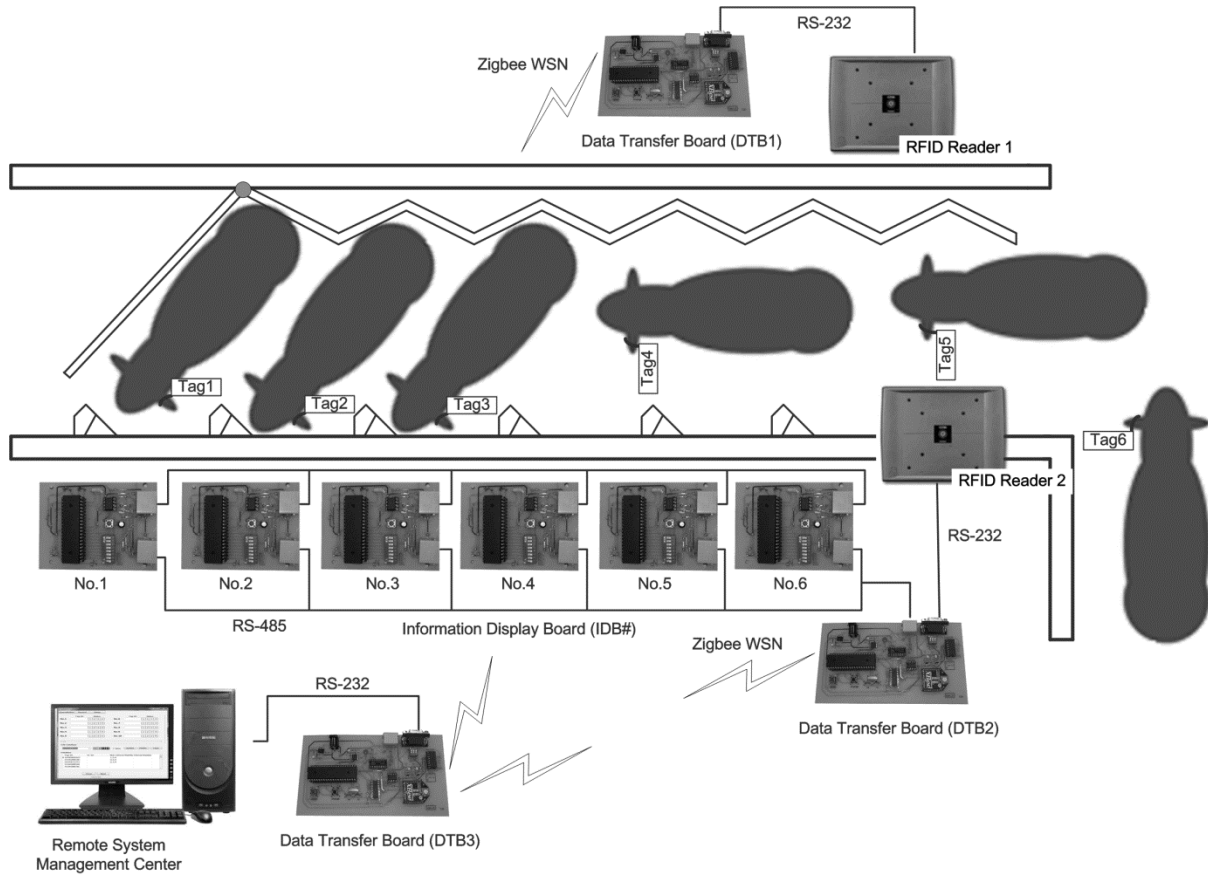 RS-232
Zigbee WSN
Data Transfer Board (DTB1)
RFID Reader 1
Tag1
Tag2
Tag3
Tag4
Tag5
Tag6
RFID Reader 2
No.1
No.2
No.3
No.4
No.5
No.6
RS-232
RS-485
Information Display Board (IDB#)
Zigbee WSN
RS-232
Data Transfer Board (DTB2)
Data Transfer Board (DTB3)
Remote System
Management Center